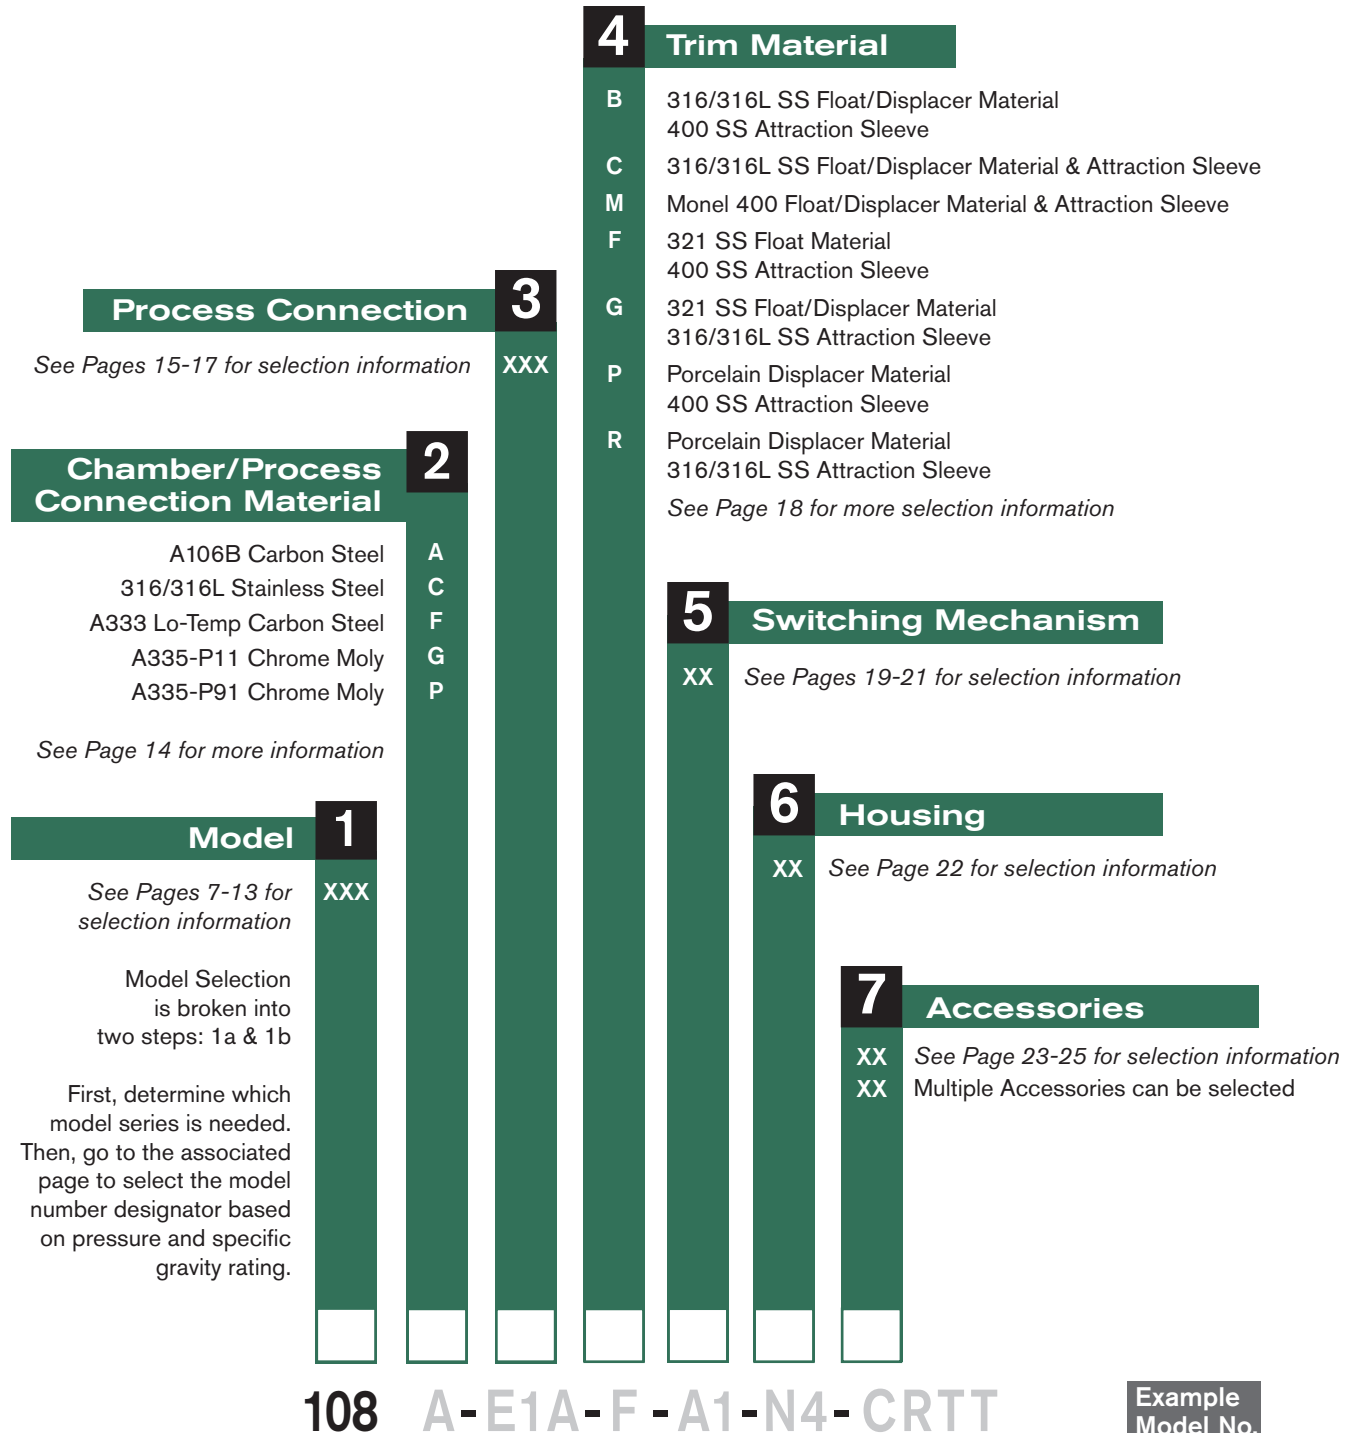 4 Trim Material
B 316/316L SS Float/Displacer Material
400 SS Attraction Sleeve
C 316/316L SS Float/Displacer Material & Attraction Sleeve
M Monel 400 Float/Displacer Material & Attraction Sleeve
F 321 SS Float Material
400 SS Attraction Sleeve
G 321 SS Float/Displacer Material
316/316L SS Attraction Sleeve
P Porcelain Displacer Material
400 SS Attraction Sleeve
R Porcelain Displacer Material
316/316L SS Attraction Sleeve
See Page 18 for more selection information
Process Connection 3
See Pages 15-17 for selection information XXX
Chamber/Process 2
Connection Material
A106B Carbon Steel A
316/316L Stainless Steel C
A333 Lo-Temp Carbon Steel F
A335-P11 Chrome Moly G
A335-P91 Chrome Moly P
See Page 14 for more information
5 Switching Mechanism
XX See Pages 19-21 for selection information
6 Housing
XX See Page 22 for selection information
Model 1
See Pages 7-13 for XXX
selection information
Model Selection
is broken into
two steps: 1a & 1b
First, determine which
model series is needed.
Then, go to the associated
page to select the model
number designator based
on pressure and specific
gravity rating.
7 Accessories
XX See Page 23-25 for selection information
XX Multiple Accessories can be selected
108 A-E1A-F-A1-N4-CRTT
Example
Model No.